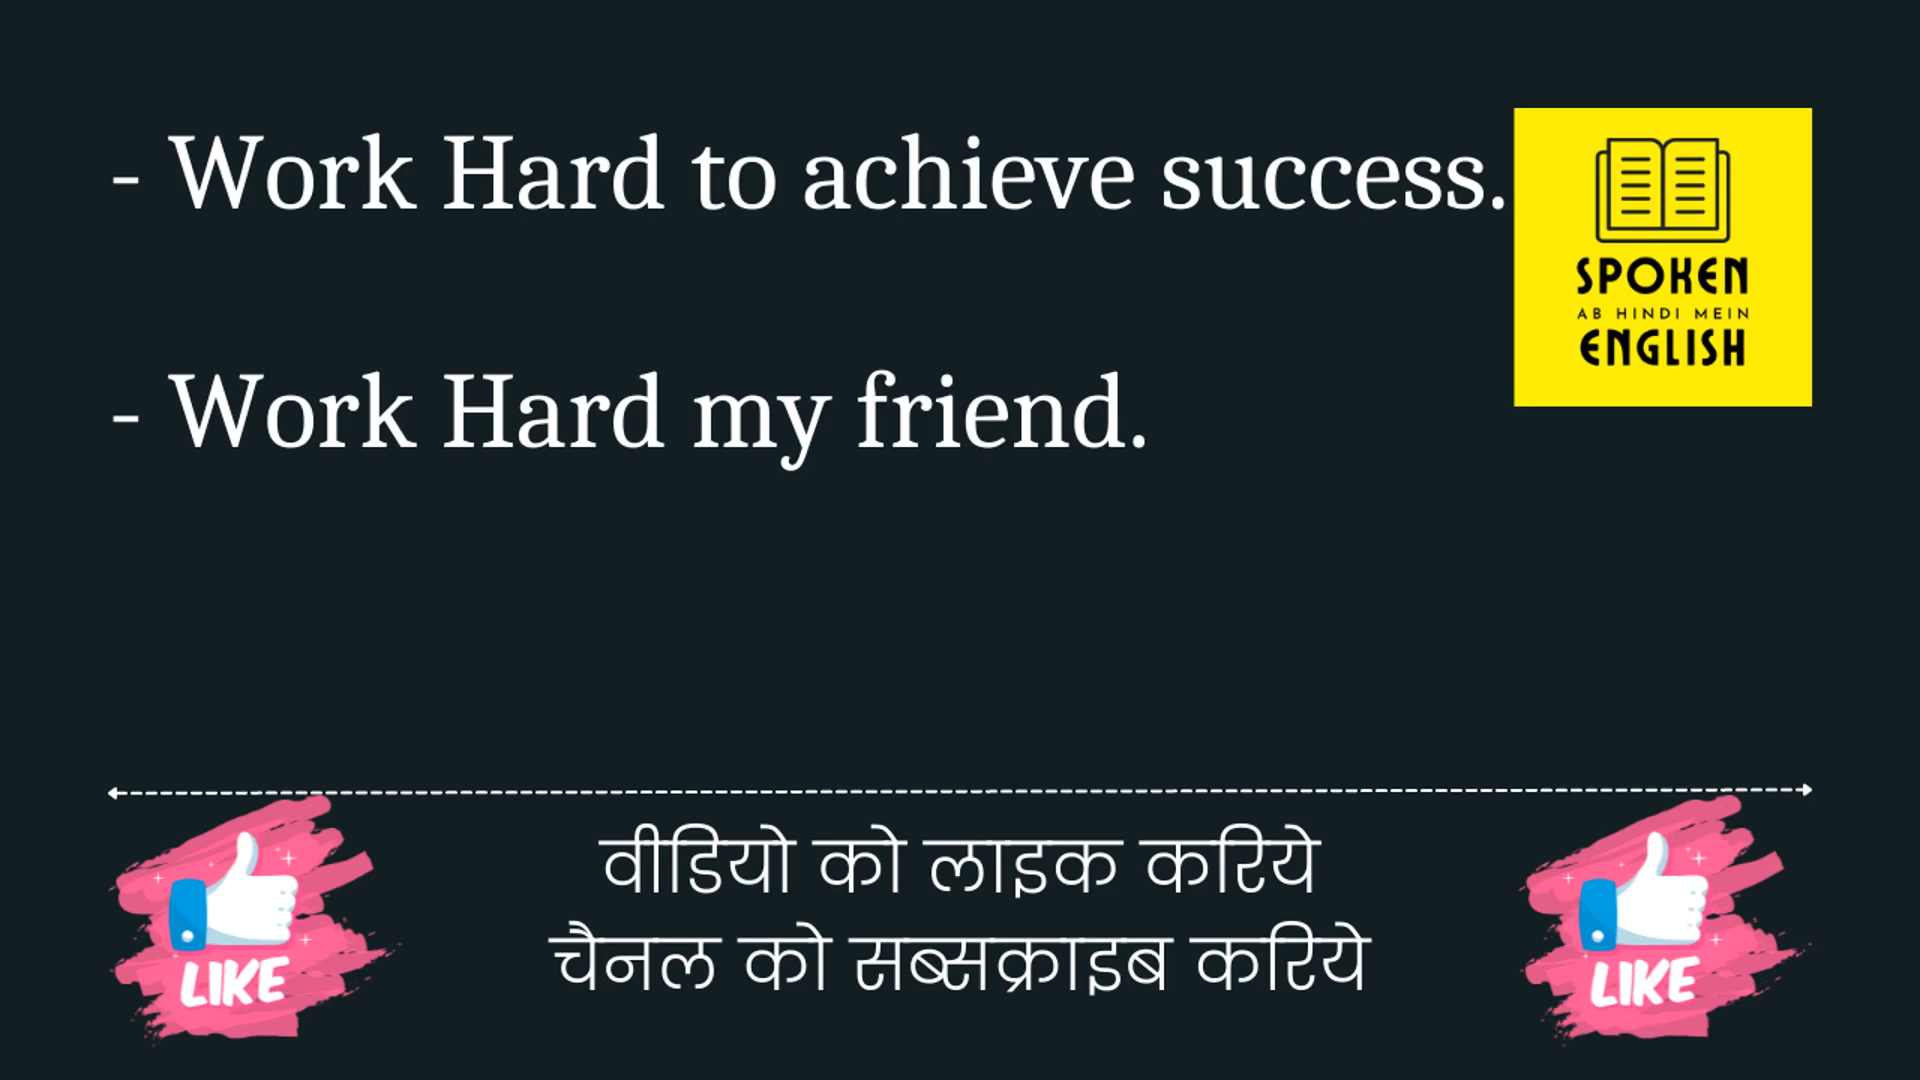 - Work Hard to achieve success.
SPOKEN
AB HINDI MEIN
ENGLISH
- Work Hard my friend.
वीडियो को लाइक करिये
चैनल को सब्सक्राइब करिये
LIKE
LIKE